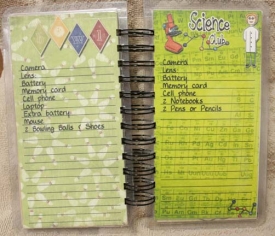 Camera
Lens
Battery
Memory card
Cell phone
Laptop
Extra battery
Mouse
2 Bowling Balls / Shoes
Science
Club
Camera
Lens
Battery
Memory card
Cell phone
2 Notebooks
2 Pens or Pencils